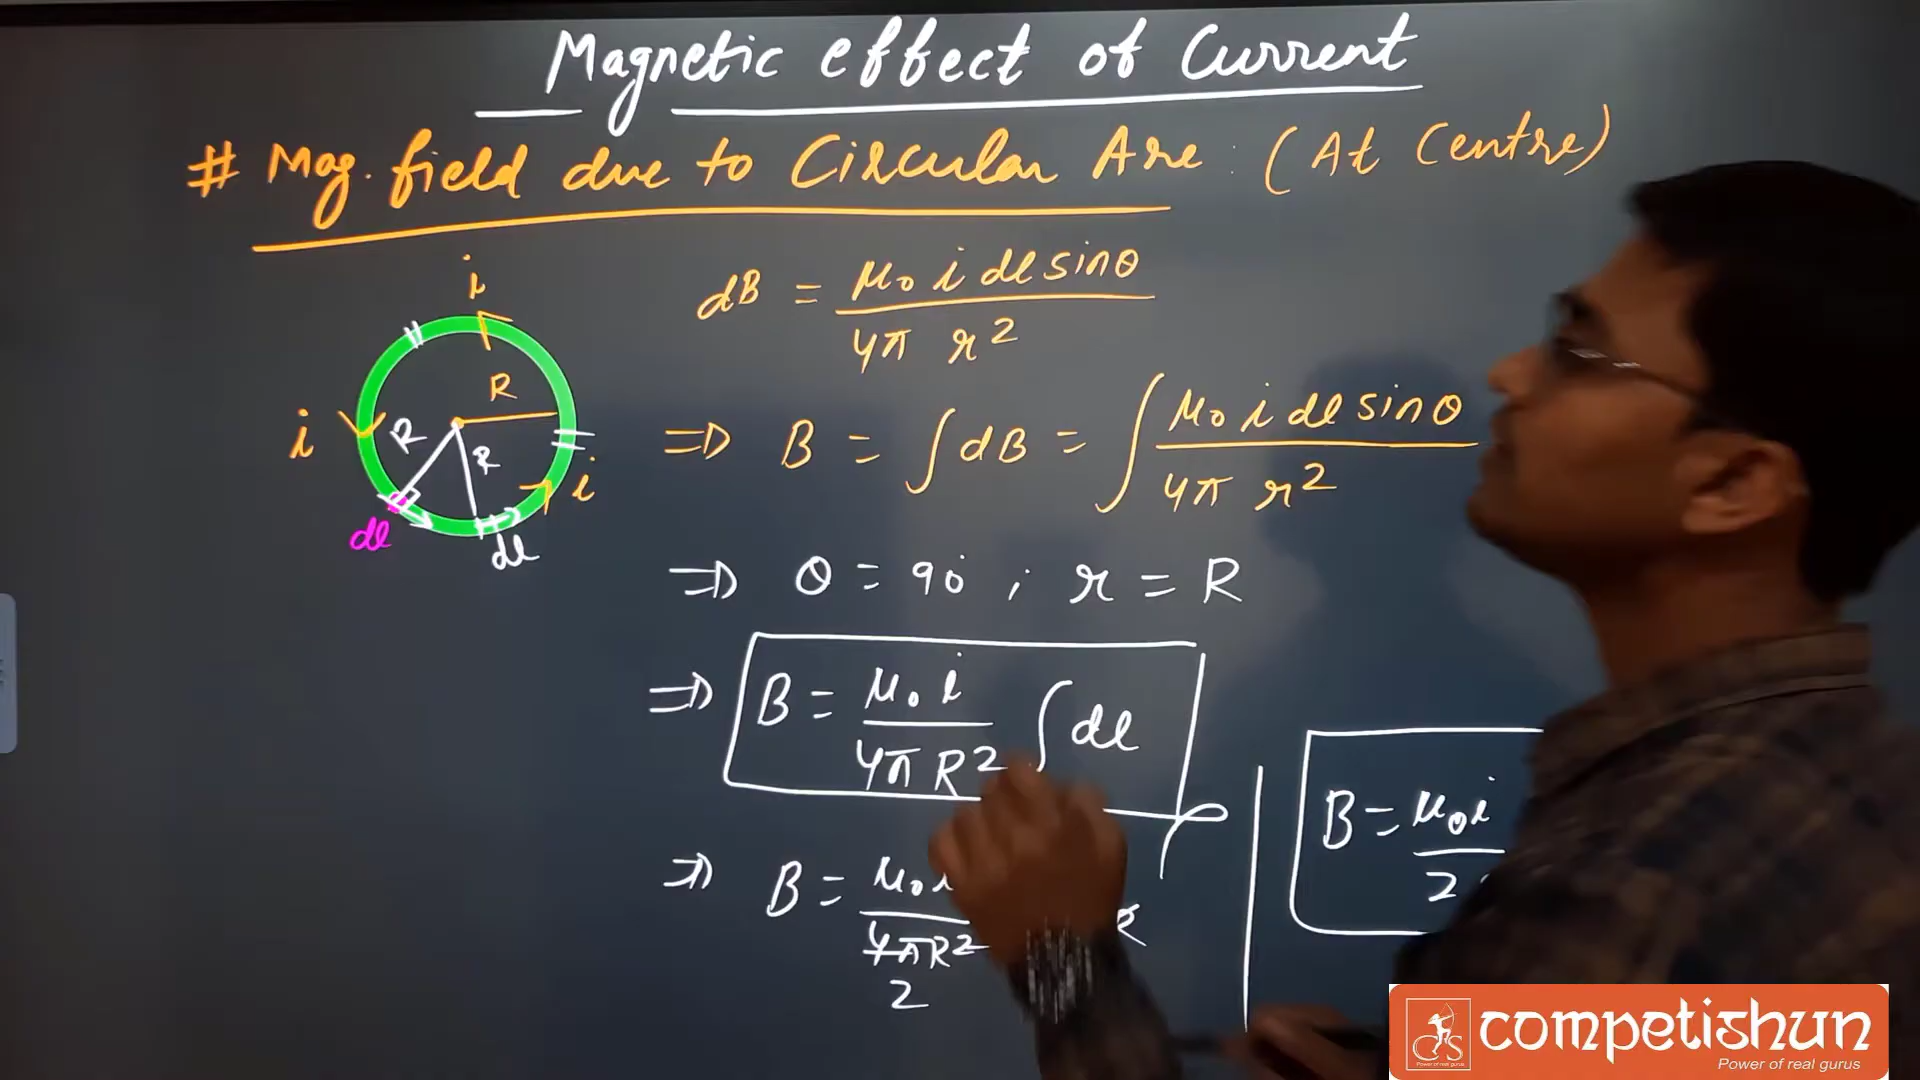 Magnetic effect of Current
# Mag. field due to Circular Arc : (At Centre)
i
R
i
R
R
i
dl
dl
dB = μ₀ i dl sinθ / 4π r²
⇒ B = ∫ dB = ∫ μ₀ i dl sinθ / 4π r²
⇒ θ = 90° ; r = R
⇒ B = μ₀ i / 4π R² ∫ dl
⇒ B = μ₀ i / 4π R²
2
B = μ₀ i / 2
competishun
Power of real gurus